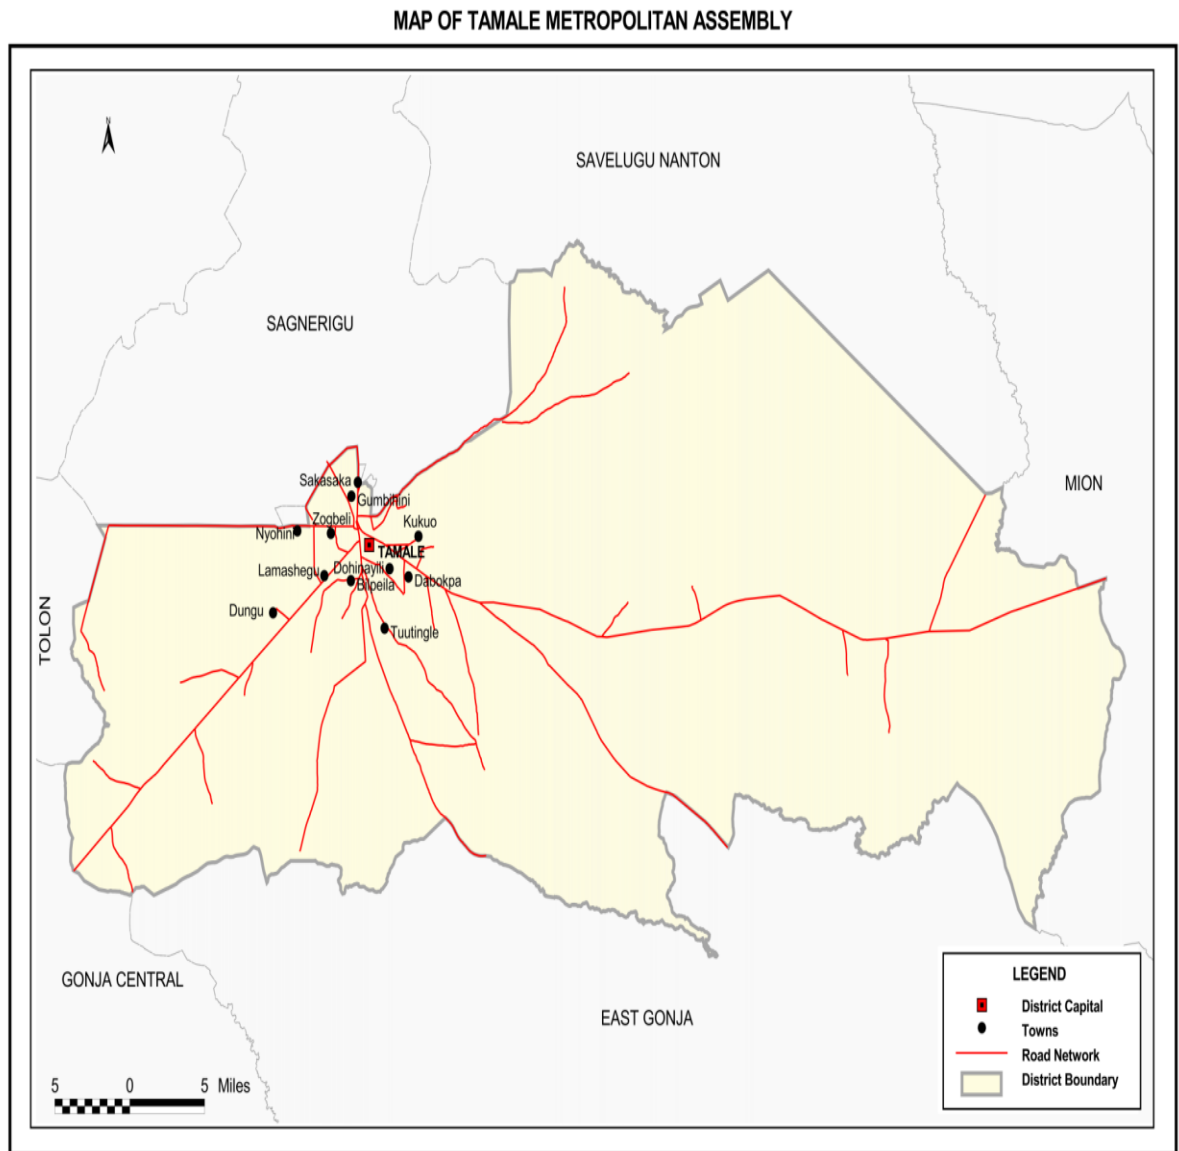 MAP OF TAMALE METROPOLITAN ASSEMBLY
N
SAVELUGU NANTON
SAGNERIGU
MION
Sakasaka
Gumbihini
Zogbeli
Kukuo
Nyohini
TAMALE
Lamashegu
Dohinayili
Bilpeila
Dabokpa
Dungu
Tuutingle
TOLON
GONJA CENTRAL
EAST GONJA
LEGEND
District Capital
Towns
Road Network
District Boundary
5 0 5 Miles